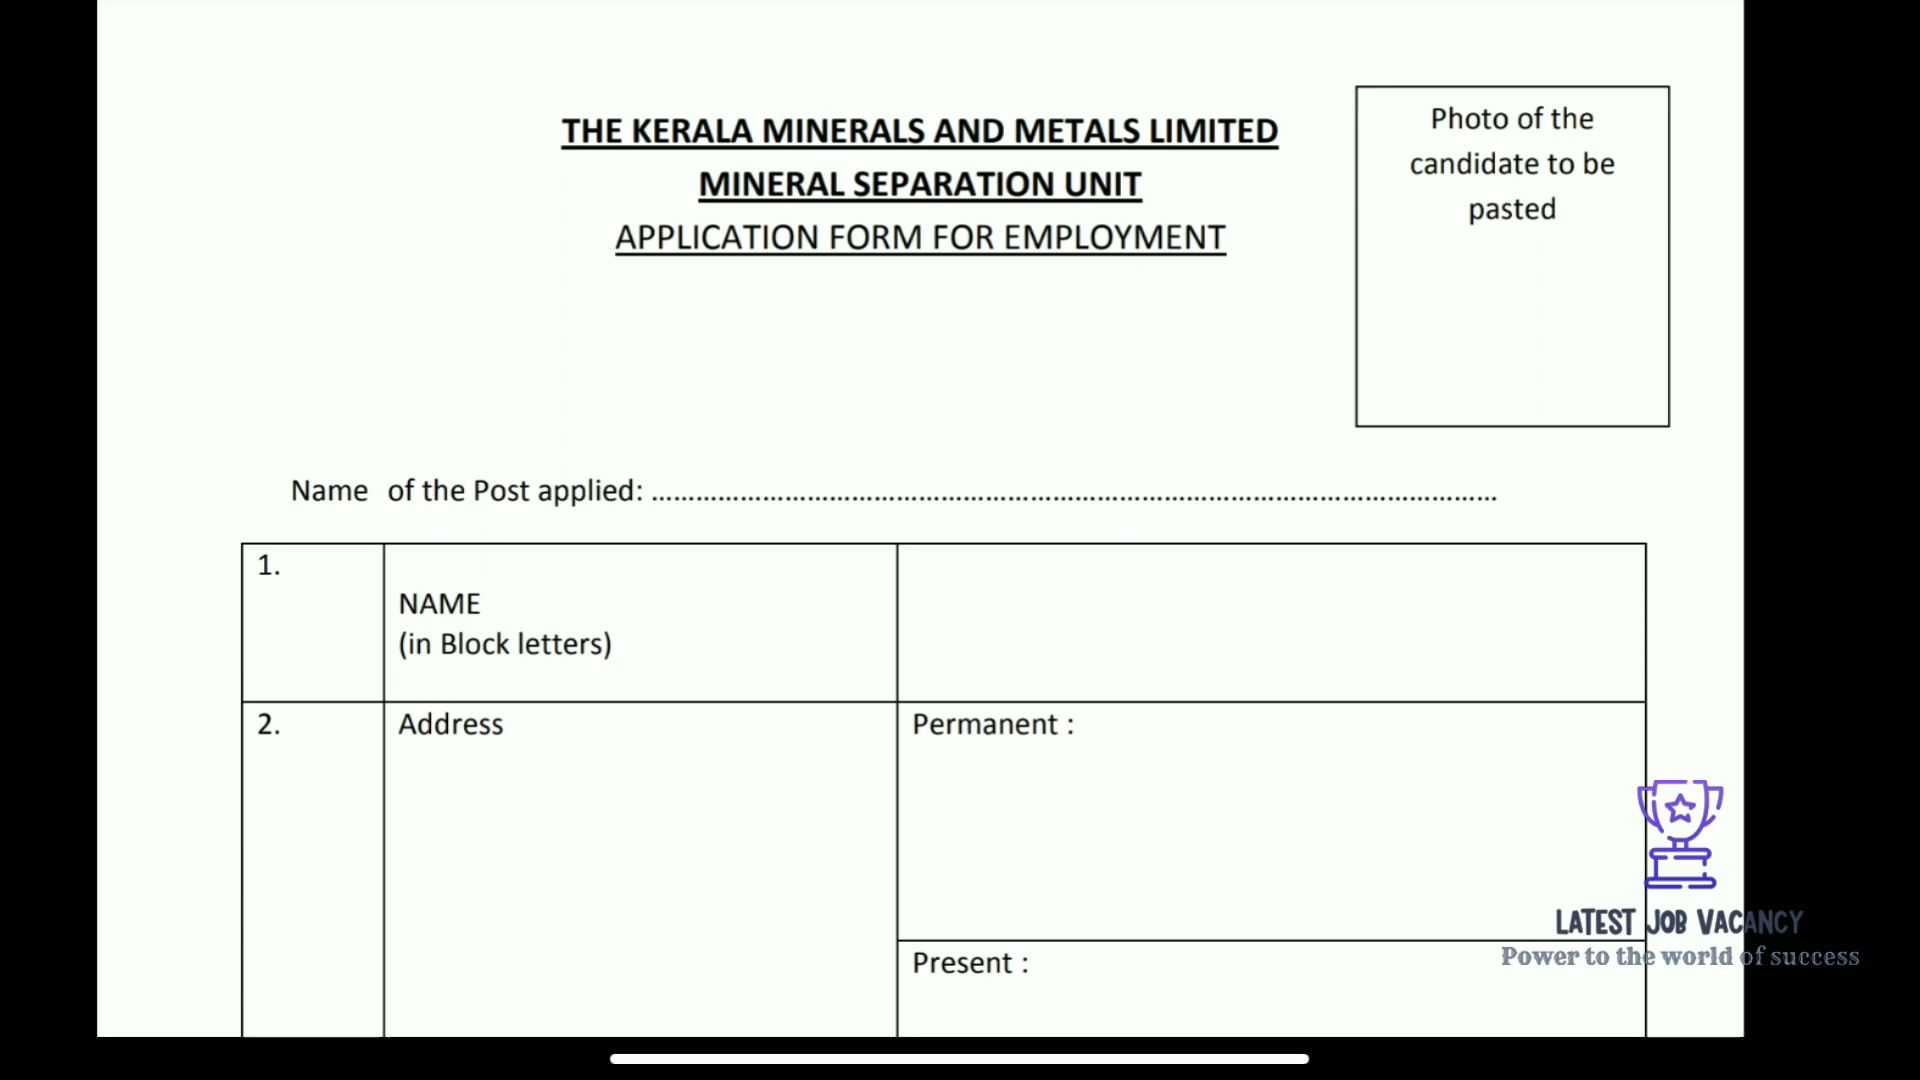 THE KERALA MINERALS AND METALS LIMITED
MINERAL SEPARATION UNIT
APPLICATION FORM FOR EMPLOYMENT
Photo of the
candidate to be
pasted
Name of the Post applied: ..........................................................................................
1.
NAME
(in Block letters)
2.
Address
Permanent :
Present :
LATEST JOB VACANCY
Power to the world of success